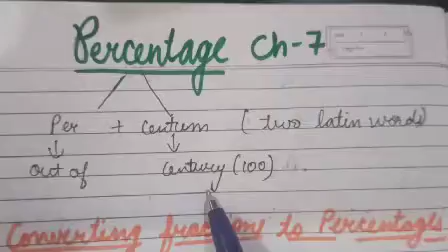 Percentage Ch-7
Per + Centum (two latin words)
out of century (100)
Converting fractions to Percentages